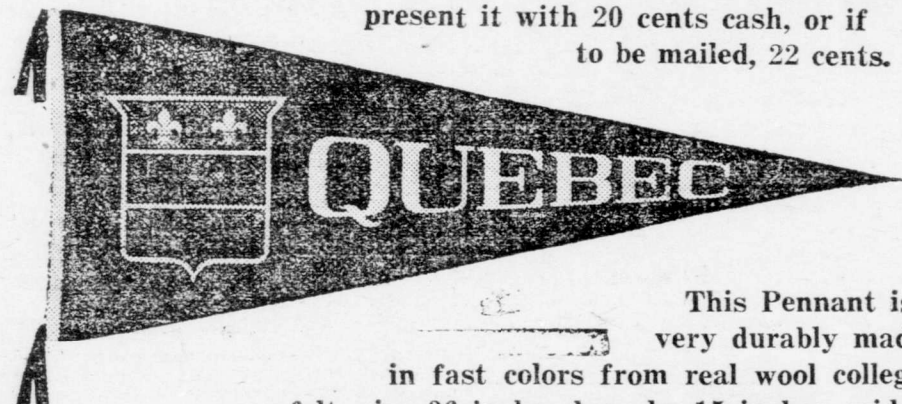 present it with 20 cents cash, or if
to be mailed, 22 cents.
QUEBEC
This Pennant is
very durably mad
in fast colors from real wool colleg